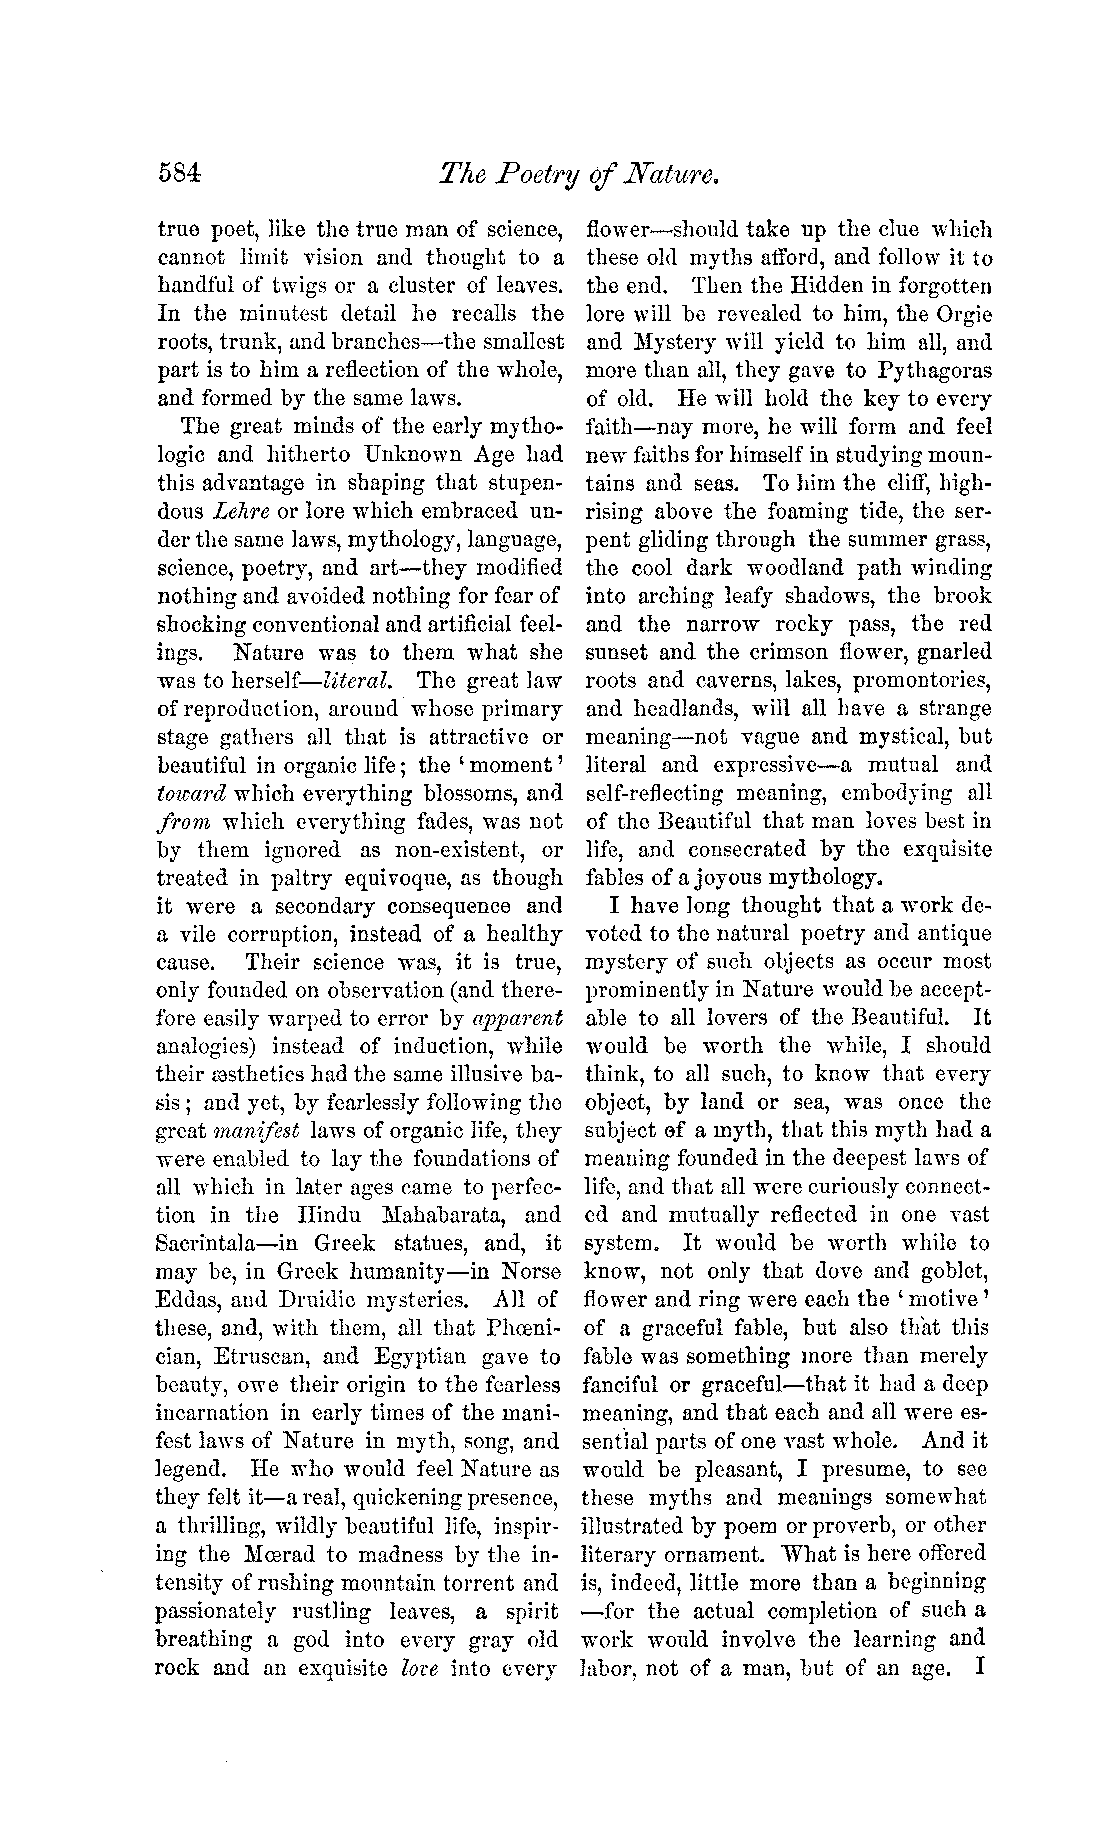 584 The Poetry of Nature.
true poet, like the true man of science,
cannot limit vision and thought to a
handful of twigs or a cluster of leaves.
In the minutest detail he recalls the
roots, trunk, and branches—the smallest
part is to him a reflection of the whole,
and formed by the same laws.
The great minds of the early mytho-
logic and hitherto Unknown Age had
this advantage in shaping that stupen-
dous Lehre or lore which embraced un-
der the same laws, mythology, language,
science, poetry, and art—they modified
nothing and avoided nothing for fear of
shocking conventional and artificial feel-
ings. Nature was to them what she
was to herself—literal. The great law
of reproduction, around whose primary
stage gathers all that is attractive or
beautiful in organic life; the 'moment'
toward which everything blossoms, and
from which everything fades, was not
by them ignored as non-existent, or
treated in paltry equivoque, as though
it were a secondary consequence and
a vile corruption, instead of a healthy
cause. Their science was, it is true,
only founded on observation (and there-
fore easily warped to error by apparent
analogies) instead of induction, while
their æsthetics had the same illusive ba-
sis; and yet, by fearlessly following the
great manifest laws of organic life, they
were enabled to lay the foundations of
all which in later ages came to perfec-
tion in the Hindu Mahabarata, and
Sacrintala—in Greek statues, and, it
may be, in Greek humanity—in Norse
Eddas, and Druidic mysteries. All of
these, and, with them, all that Phœni-
cian, Etruscan, and Egyptian gave to
beauty, owe their origin to the fearless
incarnation in early times of the mani-
fest laws of Nature in myth, song, and
legend. He who would feel Nature as
they felt it—a real, quickening presence,
a thrilling, wildly beautiful life, inspir-
ing the Mœrad to madness by the in-
tensity of rushing mountain torrent and
passionately rustling leaves, a spirit
breathing a god into every gray old
rock and an exquisite love into every
flower—should take up the clue which
these old myths afford, and follow it to
the end. Then the Hidden in forgotten
lore will be revealed to him, the Orgie
and Mystery will yield to him all, and
more than all, they gave to Pythagoras
of old. He will hold the key to every
faith—nay more, he will form and feel
new faiths for himself in studying moun-
tains and seas. To him the cliff, high-
rising above the foaming tide, the ser-
pent gliding through the summer grass,
the cool dark woodland path winding
into arching leafy shadows, the brook
and the narrow rocky pass, the red
sunset and the crimson flower, gnarled
roots and caverns, lakes, promontories,
and headlands, will all have a strange
meaning—not vague and mystical, but
literal and expressive—a mutual and
self-reflecting meaning, embodying all
of the Beautiful that man loves best in
life, and consecrated by the exquisite
fables of a joyous mythology.
I have long thought that a work de-
voted to the natural poetry and antique
mystery of such objects as occur most
prominently in Nature would be accept-
able to all lovers of the Beautiful. It
would be worth the while, I should
think, to all such, to know that every
object, by land or sea, was once the
subject of a myth, that this myth had a
meaning founded in the deepest laws of
life, and that all were curiously connect-
ed and mutually reflected in one vast
system. It would be worth while to
know, not only that dove and goblet,
flower and ring were each the 'motive'
of a graceful fable, but also that this
fable was something more than merely
fanciful or graceful—that it had a deep
meaning, and that each and all were es-
sential parts of one vast whole. And it
would be pleasant, I presume, to see
these myths and meanings somewhat
illustrated by poem or proverb, or other
literary ornament. What is here offered
is, indeed, little more than a beginning
—for the actual completion of such a
work would involve the learning and
labor, not of a man, but of an age. I